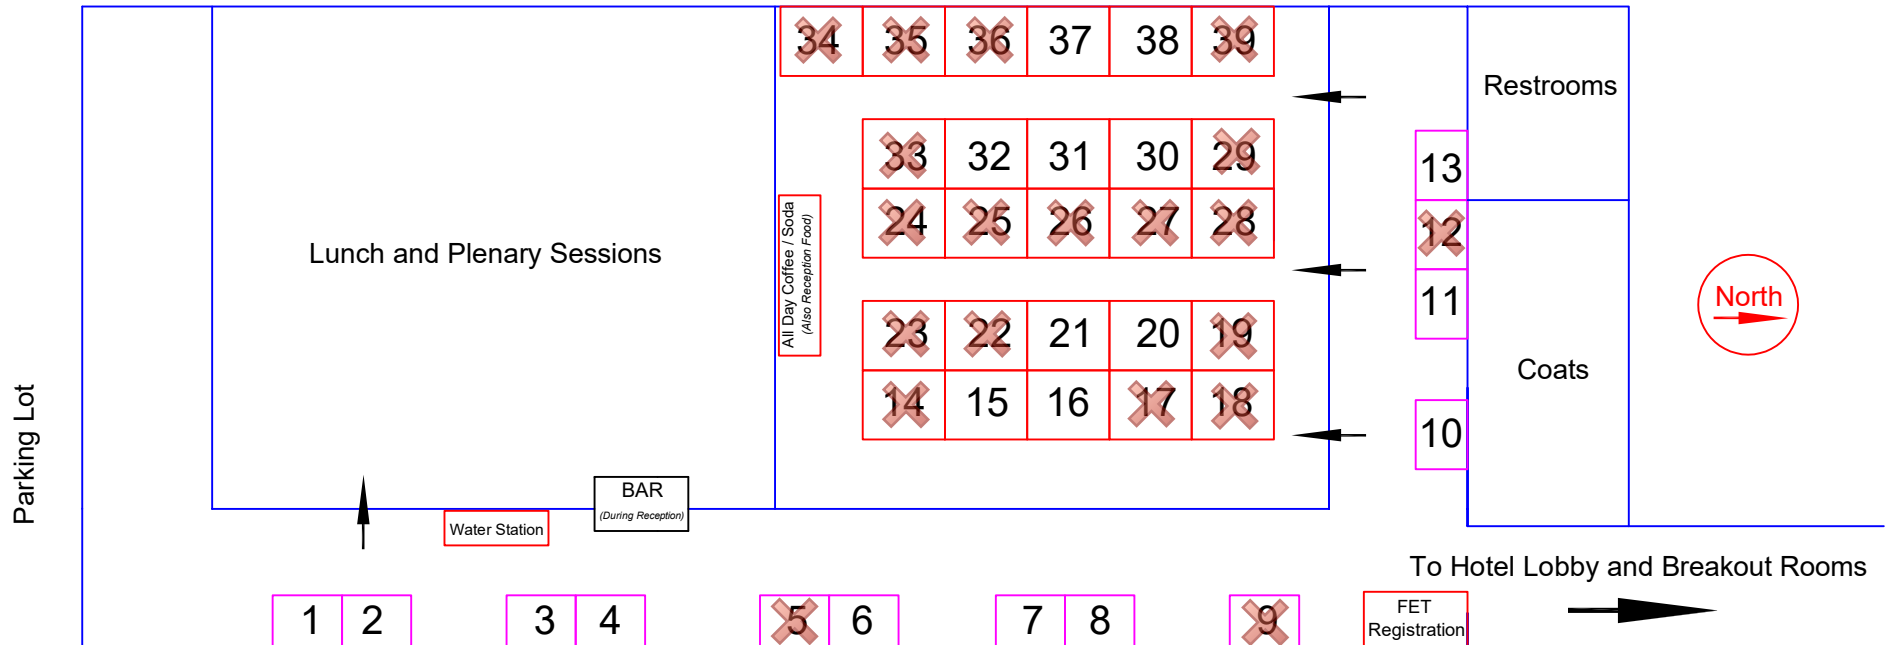 34 35 36 37 38 39
Restrooms
33 32 31 30 29
13
24 25 26 27 28
12
All Day Coffee / Soda
(Also Reception Food)
Lunch and Plenary Sessions
11
North
23 22 21 20 19
Coats
14 15 16 17 18
10
Parking Lot
BAR
(During Reception)
Water Station
To Hotel Lobby and Breakout Rooms
1 2 3 4 5 6 7 8 9
FET
Registration